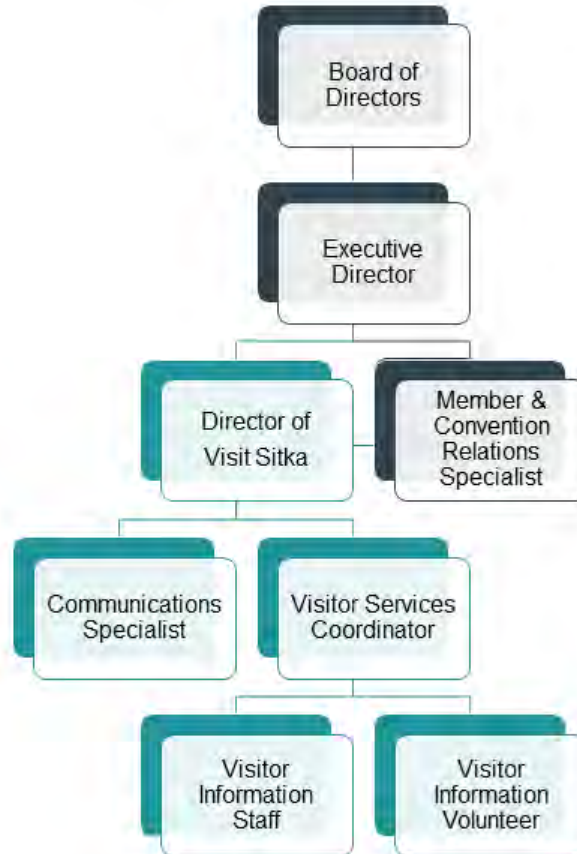 Board of
Directors
Executive
Director
Director of
Visit Sitka
Member &
Convention
Relations
Specialist
Communications
Specialist
Visitor Services
Coordinator
Visitor
Information
Staff
Visitor
Information
Volunteer